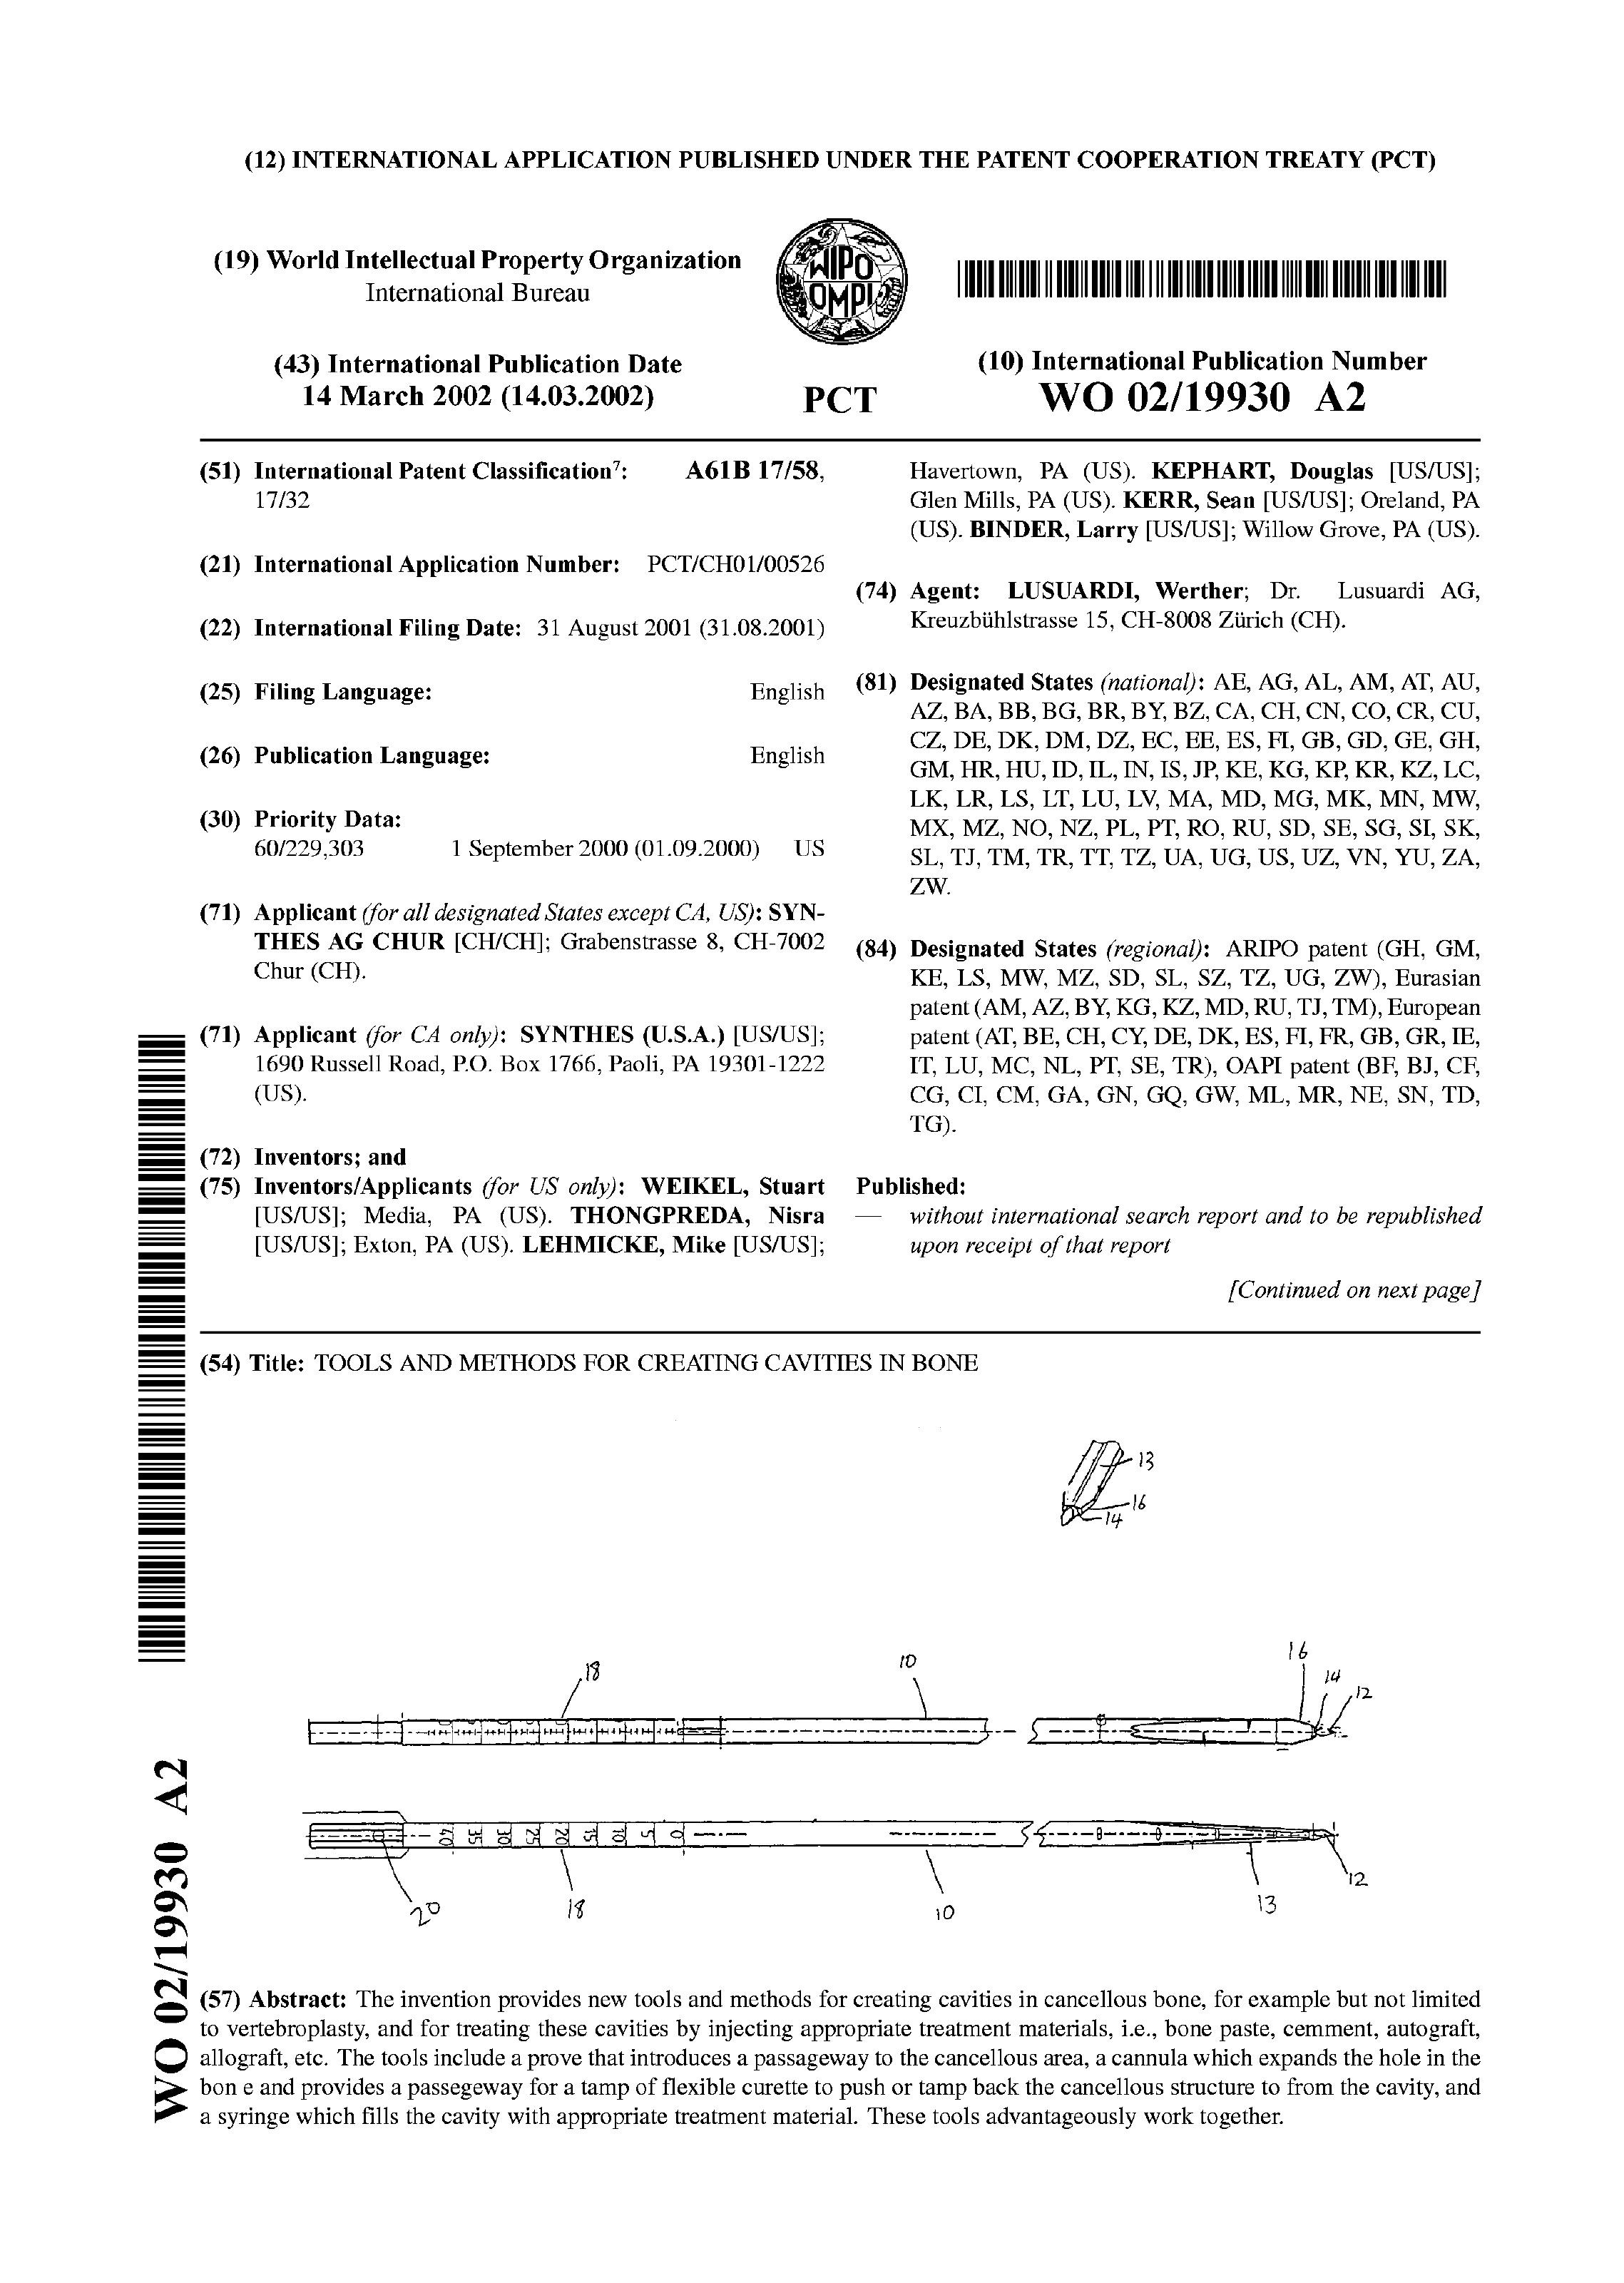 (12) INTERNATIONAL APPLICATION PUBLISHED UNDER THE PATENT COOPERATION TREATY (PCT)
(19) World Intellectual Property Organization
International Bureau
WIPO
OMPI
(43) International Publication Date
14 March 2002 (14.03.2002)
PCT
(10) International Publication Number
WO 02/19930 A2
(51) International Patent Classification7: A61B 17/58,
17/32
(21) International Application Number: PCT/CH01/00526
(22) International Filing Date: 31 August 2001 (31.08.2001)
(25) Filing Language: English
(26) Publication Language: English
(30) Priority Data:
60/229,303 1 September 2000 (01.09.2000) US
(71) Applicant (for all designated States except CA, US): SYN-
THES AG CHUR [CH/CH]; Grabenstrasse 8, CH-7002
Chur (CH).
(71) Applicant (for CA only): SYNTHES (U.S.A.) [US/US];
1690 Russell Road, P.O. Box 1766, Paoli, PA 19301-1222
(US).
(72) Inventors; and
(75) Inventors/Applicants (for US only): WEIKEL, Stuart
[US/US]; Media, PA (US). THONGPREDA, Nisra
[US/US]; Exton, PA (US). LEHMICKE, Mike [US/US];
Havertown, PA (US). KEPHART, Douglas [US/US];
Glen Mills, PA (US). KERR, Sean [US/US]; Oreland, PA
(US). BINDER, Larry [US/US]; Willow Grove, PA (US).
(74) Agent: LUSUARDI, Werther; Dr. Lusuardi AG,
Kreuzbühlstrasse 15, CH-8008 Zürich (CH).
(81) Designated States (national): AE, AG, AL, AM, AT, AU,
AZ, BA, BB, BG, BR, BY, BZ, CA, CH, CN, CO, CR, CU,
CZ, DE, DK, DM, DZ, EC, EE, ES, FI, GB, GD, GE, GH,
GM, HR, HU, ID, IL, IN, IS, JP, KE, KG, KP, KR, KZ, LC,
LK, LR, LS, LT, LU, LV, MA, MD, MG, MK, MN, MW,
MX, MZ, NO, NZ, PL, PT, RO, RU, SD, SE, SG, SI, SK,
SL, TJ, TM, TR, TT, TZ, UA, UG, US, UZ, VN, YU, ZA,
ZW.
(84) Designated States (regional): ARIPO patent (GH, GM,
KE, LS, MW, MZ, SD, SL, SZ, TZ, UG, ZW), Eurasian
patent (AM, AZ, BY, KG, KZ, MD, RU, TJ, TM), European
patent (AT, BE, CH, CY, DE, DK, ES, FI, FR, GB, GR, IE,
IT, LU, MC, NL, PT, SE, TR), OAPI patent (BF, BJ, CF,
CG, CI, CM, GA, GN, GQ, GW, ML, MR, NE, SN, TD,
TG).
Published:
— without international search report and to be republished
upon receipt of that report
[Continued on next page]
(54) Title: TOOLS AND METHODS FOR CREATING CAVITIES IN BONE
13
16
14
18
10
16
14
12
40 35 30 25 20 15 10 5 0
20
18
10
13
12
WO 02/19930 A2
(57) Abstract: The invention provides new tools and methods for creating cavities in cancellous bone, for example but not limited
to vertebroplasty, and for treating these cavities by injecting appropriate treatment materials, i.e., bone paste, cemment, autograft,
allograft, etc. The tools include a prove that introduces a passageway to the cancellous area, a cannula which expands the hole in the
bon e and provides a passegeway for a tamp of flexible curette to push or tamp back the cancellous structure to from the cavity, and
a syringe which fills the cavity with appropriate treatment material. These tools advantageously work together.